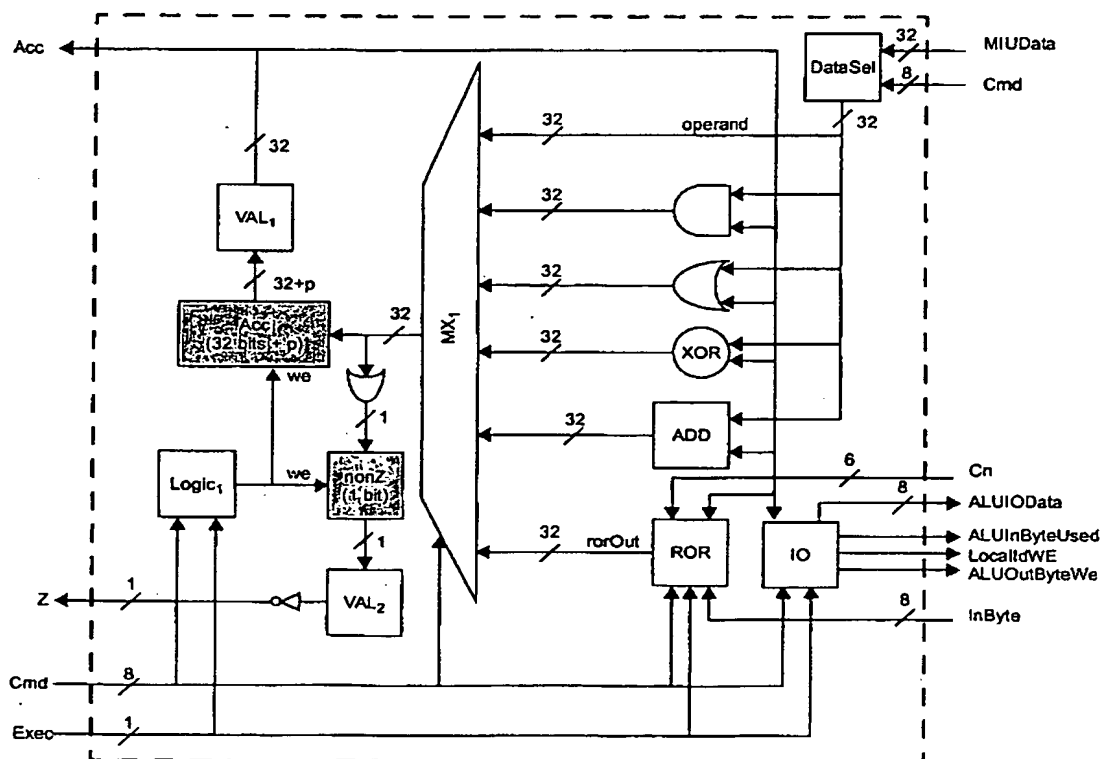 Acc
32
MIUData
DataSel
8
Cmd
32
32
operand
32
VAL1
32
32+p
32
Acc
(32 bits + p)
32
MX1
32
XOR
we
1
32
ADD
Logic1
we
nonZ
(1 bit)
6
Cn
8
ALUIOData
1
32
rorOut
ROR
IO
ALUInByteUsed
LocalIdWE
ALUOutByteWe
Z
1
VAL2
8
InByte
Cmd
8
Exec
1